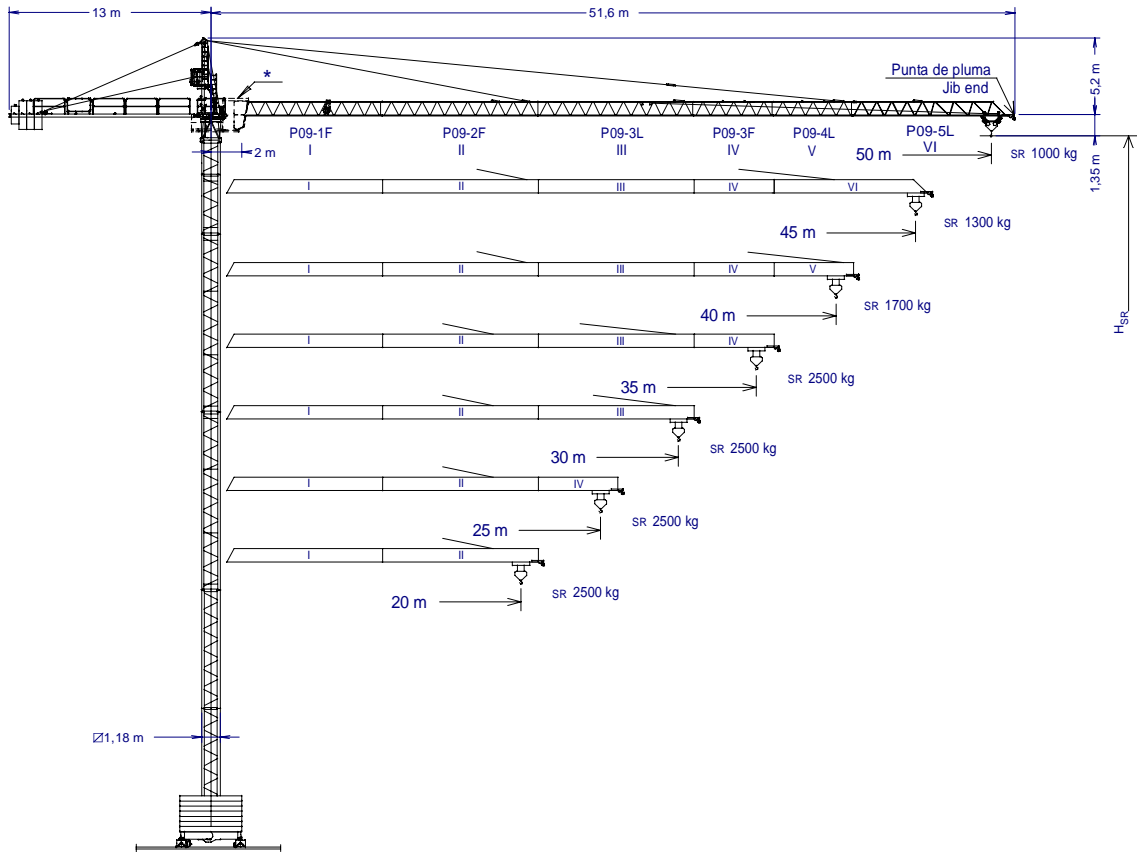 13 m
51,6 m
*
Punta de pluma
Jib end
5,2 m
P09-1F
I
P09-2F
II
P09-3L
III
P09-3F
IV
P09-4L
V
P09-5L
VI
2 m
50 m
SR 1000 kg
1,35 m
I II III IV VI
45 m
SR 1300 kg
I II III IV V
40 m
SR 1700 kg
HSR
I II III IV
35 m
SR 2500 kg
I II III
30 m
SR 2500 kg
I II IV
25 m
SR 2500 kg
I II
20 m
SR 2500 kg
☐1,18 m